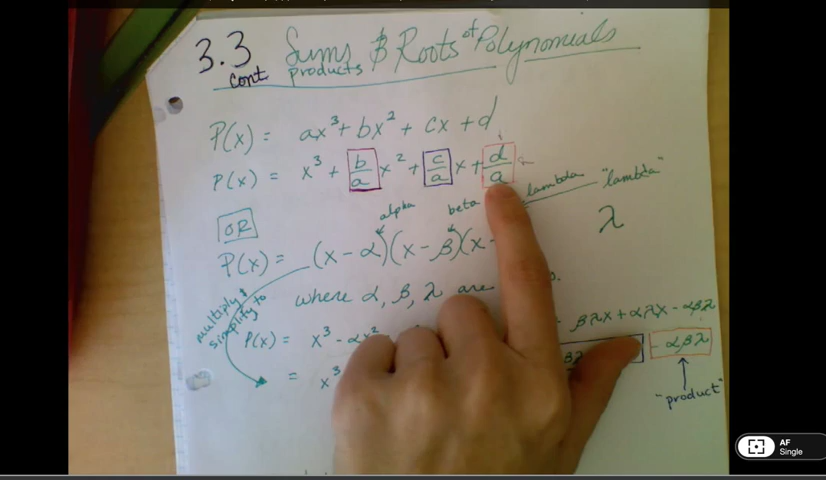 3.3 Sums & Roots of Polynomials
cont products
P(x) = ax³ + bx² + cx + d
P(x) = x³ + b/a x² + c/a x + d/a
alpha beta lambda "lambda"
OR
λ
P(x) = (x - α)(x - β)(x -
where α, β, λ are
multiply & simplify to
P(x) = x³ - αx² - βλx + αλx - αβλ
= x³ βλ - αβλ
"product"
AF
Single